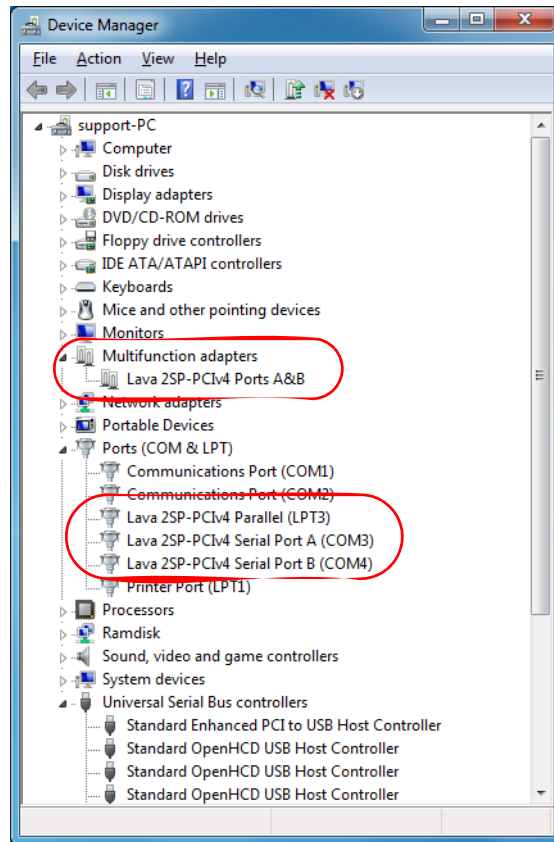 Device Manager
File Action View Help
support-PC
Computer
Disk drives
Display adapters
DVD/CD-ROM drives
Floppy drive controllers
IDE ATA/ATAPI controllers
Keyboards
Mice and other pointing devices
Monitors
Multifunction adapters
Lava 2SP-PCIv4 Ports A&B
Network adapters
Portable Devices
Ports (COM & LPT)
Communications Port (COM1)
Communications Port (COM2)
Lava 2SP-PCIv4 Parallel (LPT3)
Lava 2SP-PCIv4 Serial Port A (COM3)
Lava 2SP-PCIv4 Serial Port B (COM4)
Printer Port (LPT1)
Processors
Ramdisk
Sound, video and game controllers
System devices
Universal Serial Bus controllers
Standard Enhanced PCI to USB Host Controller
Standard OpenHCD USB Host Controller
Standard OpenHCD USB Host Controller
Standard OpenHCD USB Host Controller